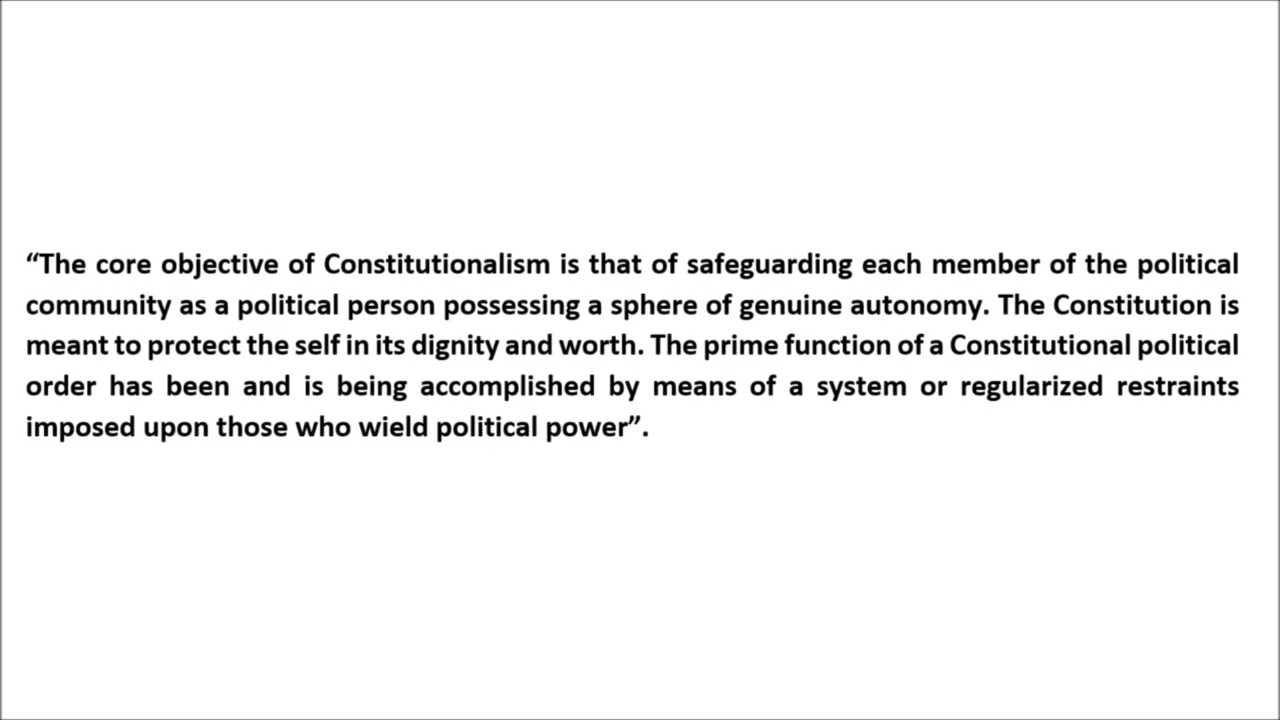 “The core objective of Constitutionalism is that of safeguarding each member of the political
community as a political person possessing a sphere of genuine autonomy. The Constitution is
meant to protect the self in its dignity and worth. The prime function of a Constitutional political
order has been and is being accomplished by means of a system or regularized restraints
imposed upon those who wield political power”.